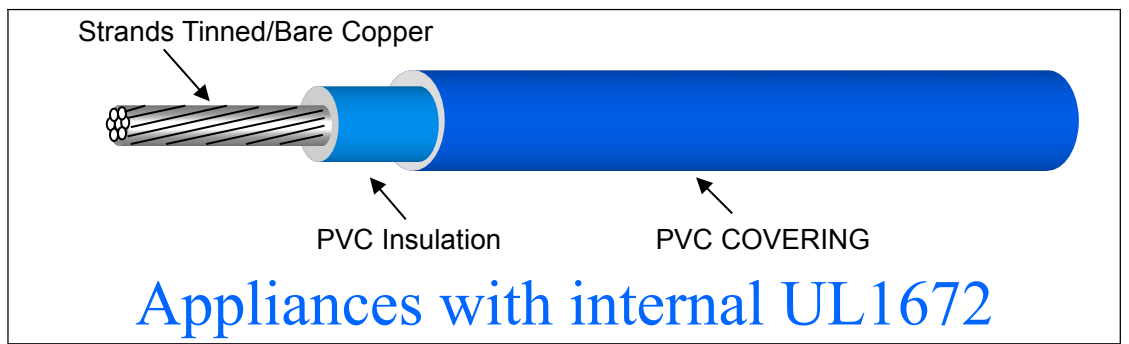 Strands Tinned/Bare Copper
PVC Insulation
PVC COVERING
Appliances with internal UL1672